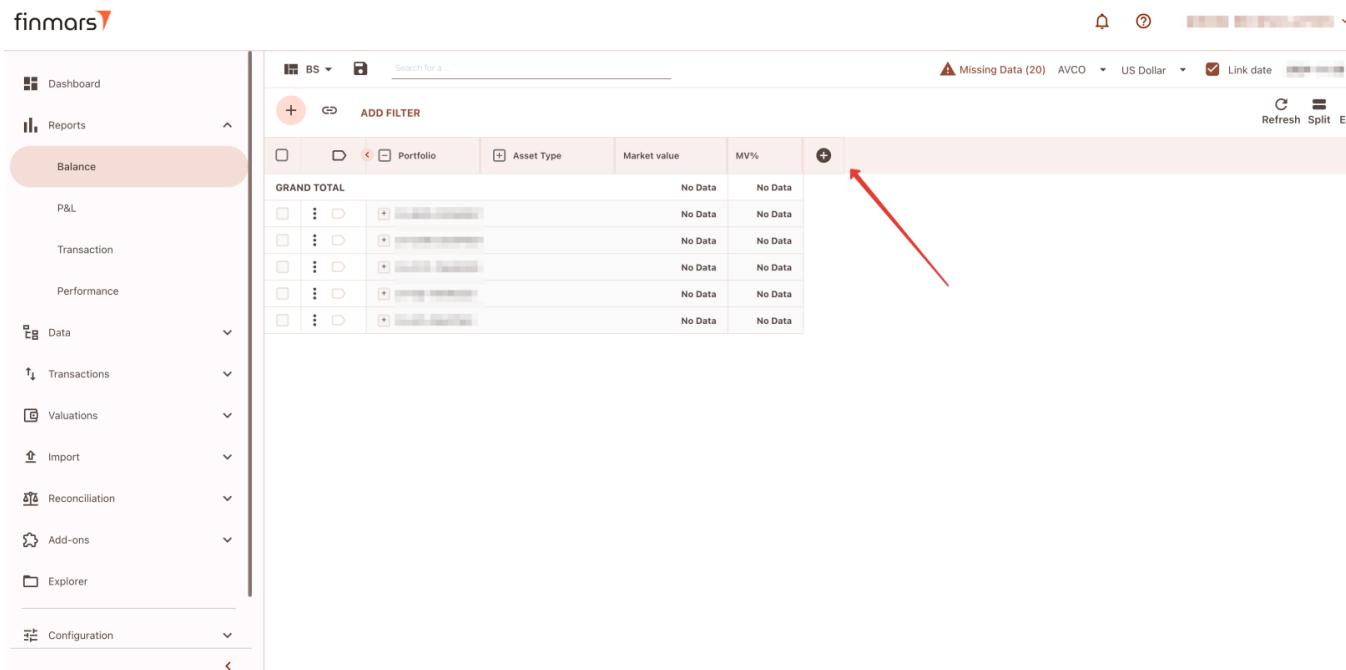 finmars
Dashboard
Reports
Balance
P&L
Transaction
Performance
Data
Transactions
Valuations
Import
Reconciliation
Add-ons
Explorer
Configuration
BS
Search for a ...
Missing Data (20) AVCO US Dollar Link date
ADD FILTER
Refresh Split E
Portfolio Asset Type Market value MV%
GRAND TOTAL No Data No Data
No Data No Data
No Data No Data
No Data No Data
No Data No Data
No Data No Data